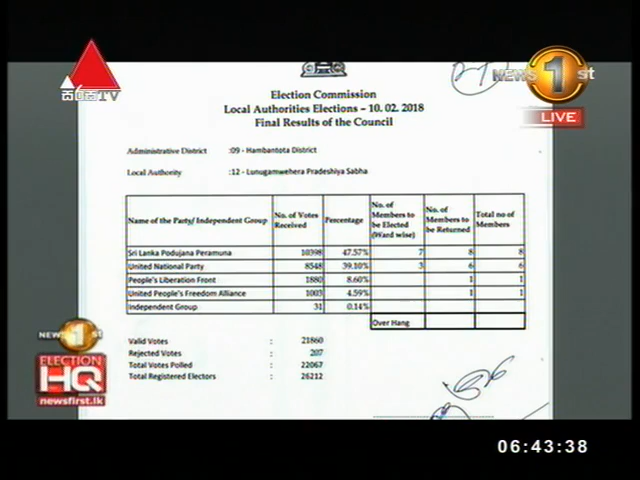 සිරස TV
NEWS 1st
LIVE
Election Commission
Local Authorities Elections – 10. 02. 2018
Final Results of the Council
Administrative District :09 - Hambantota District
Local Authority :12 - Lunugamwehera Pradeshiya Sabha
Name of the Party/ Independent Group No. of Votes Received Percentage No. of Members to be Elected (Ward wise) No. of Members to be Returned Total no of Members
Sri Lanka Podujana Peramuna 10398 47.57% 7 8 8
United National Party 8548 39.10% 3 6 6
People's Liberation Front 1880 8.60% 1 1
United People's Freedom Alliance 1003 4.59% 1 1
Independent Group 31 0.14%
Over Hang
Valid Votes : 21860
Rejected Votes : 207
Total Votes Polled : 22067
Total Registered Electors : 26212
NEWS 1st
ELECTION
HQ
newsfirst.lk
06:43:38